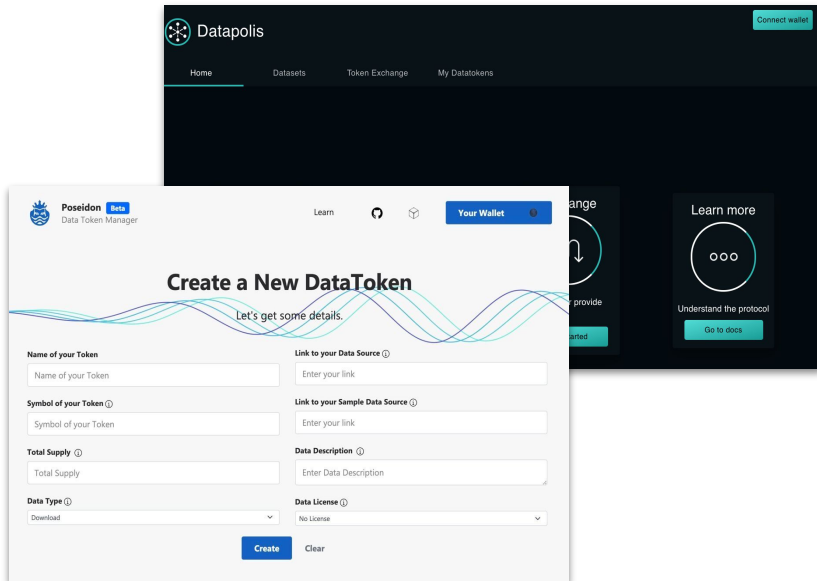 Datapolis
Connect wallet
Home Datasets Token Exchange My Datatokens
Learn more
Understand the protocol
Go to docs
provide
Poseidon Beta
Data Token Manager
Learn
Your Wallet
Create a New DataToken
Let's get some details.
Name of your Token
Name of your Token
Symbol of your Token
Symbol of your Token
Total Supply
Total Supply
Data Type
Download
Link to your Data Source
Enter your link
Link to your Sample Data Source
Enter your link
Data Description
Enter Data Description
Data License
No License
Create Clear